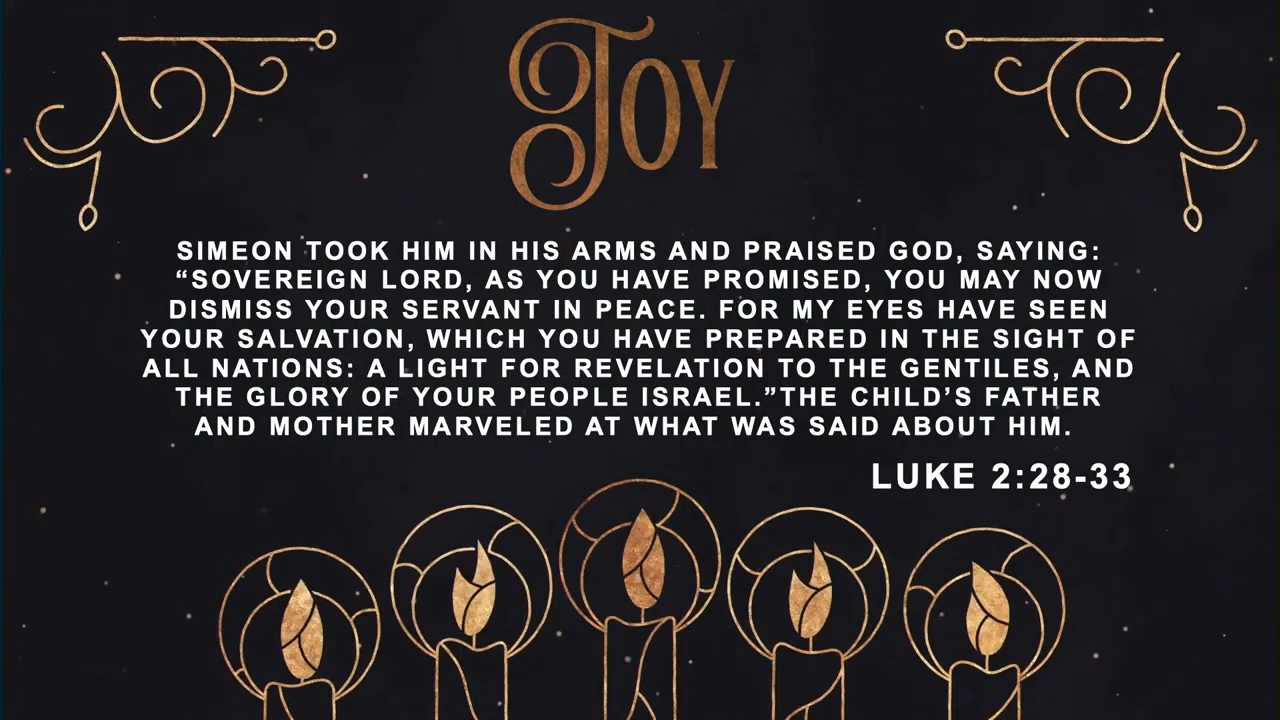 Joy
SIMEON TOOK HIM IN HIS ARMS AND PRAISED GOD, SAYING:
“SOVEREIGN LORD, AS YOU HAVE PROMISED, YOU MAY NOW
DISMISS YOUR SERVANT IN PEACE. FOR MY EYES HAVE SEEN
YOUR SALVATION, WHICH YOU HAVE PREPARED IN THE SIGHT OF
ALL NATIONS: A LIGHT FOR REVELATION TO THE GENTILES, AND
THE GLORY OF YOUR PEOPLE ISRAEL.”THE CHILD’S FATHER
AND MOTHER MARVELED AT WHAT WAS SAID ABOUT HIM.
LUKE 2:28-33